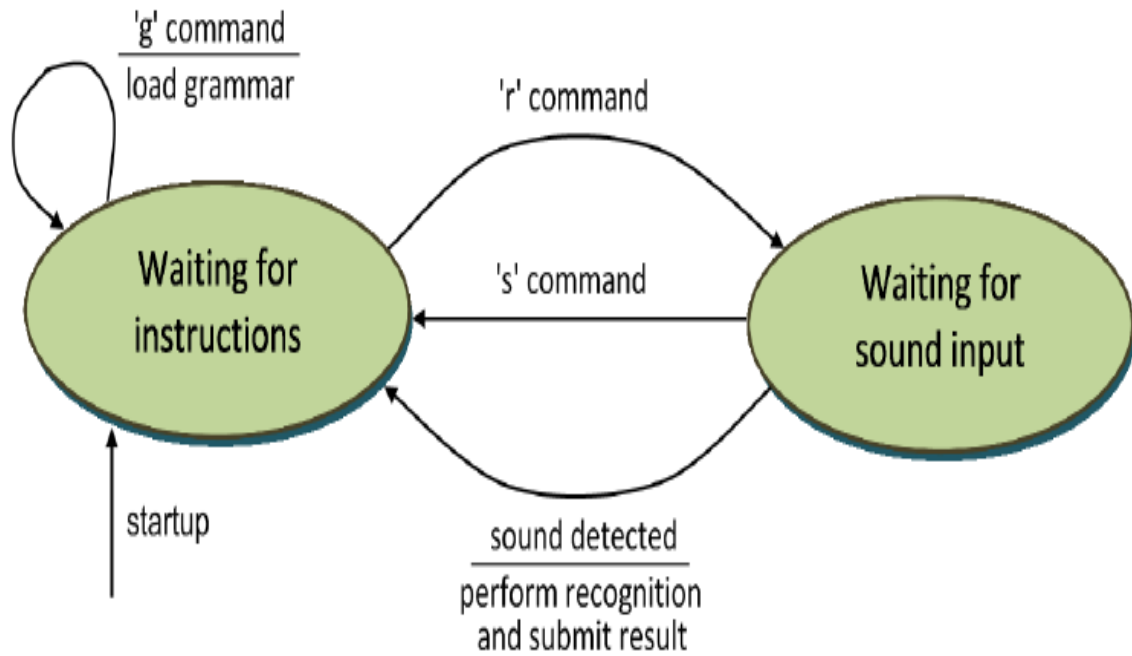 'g' command
load grammar
'r' command
Waiting for
instructions
's' command
Waiting for
sound input
startup
sound detected
perform recognition
and submit result